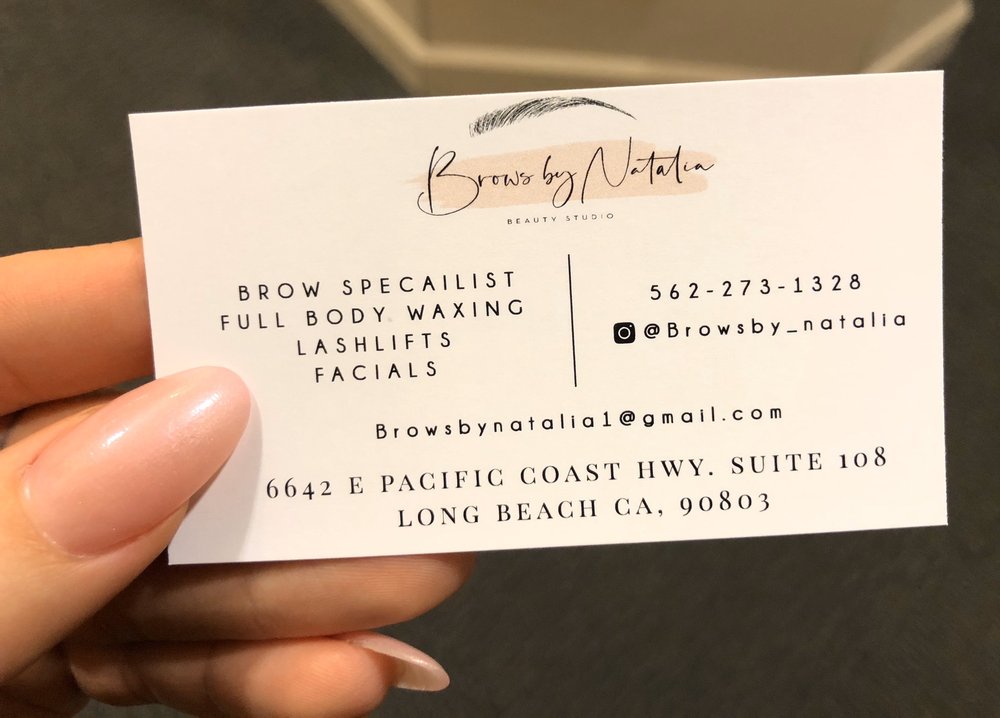 Brows by Natalia
BEAUTY STUDIO
BROW SPECAILIST
FULL BODY WAXING
LASHLIFTS
FACIALS
562-273-1328
@Browsby_natalia
Browsbynatalia1@gmail.com
6642 E PACIFIC COAST HWY. SUITE 108
LONG BEACH CA, 90803